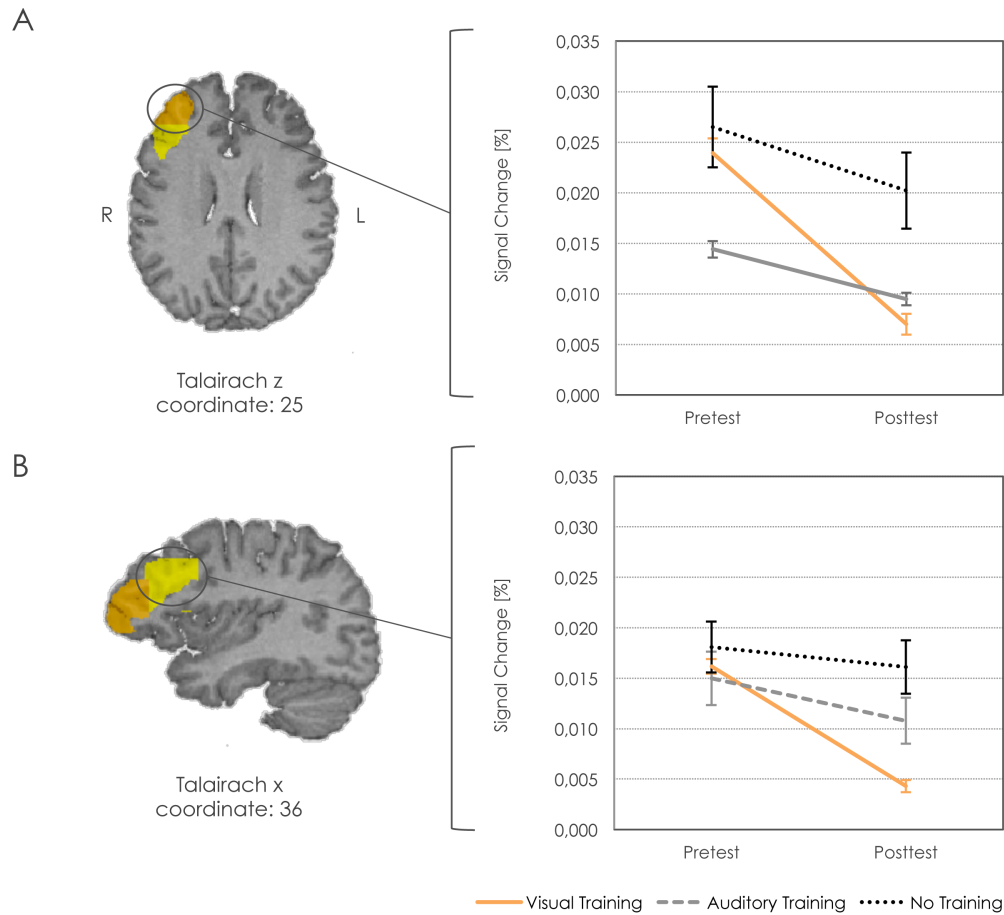 A
R
L
Talairach z
coordinate: 25
Signal Change [%]
0,040
0,035
0,030
0,025
0,020
0,015
0,010
0,005
0,000
Pretest
Posttest
B
Talairach x
coordinate: 36
Signal Change [%]
0,035
0,030
0,025
0,020
0,015
0,010
0,005
0,000
Pretest
Posttest
Visual Training
Auditory Training
No Training